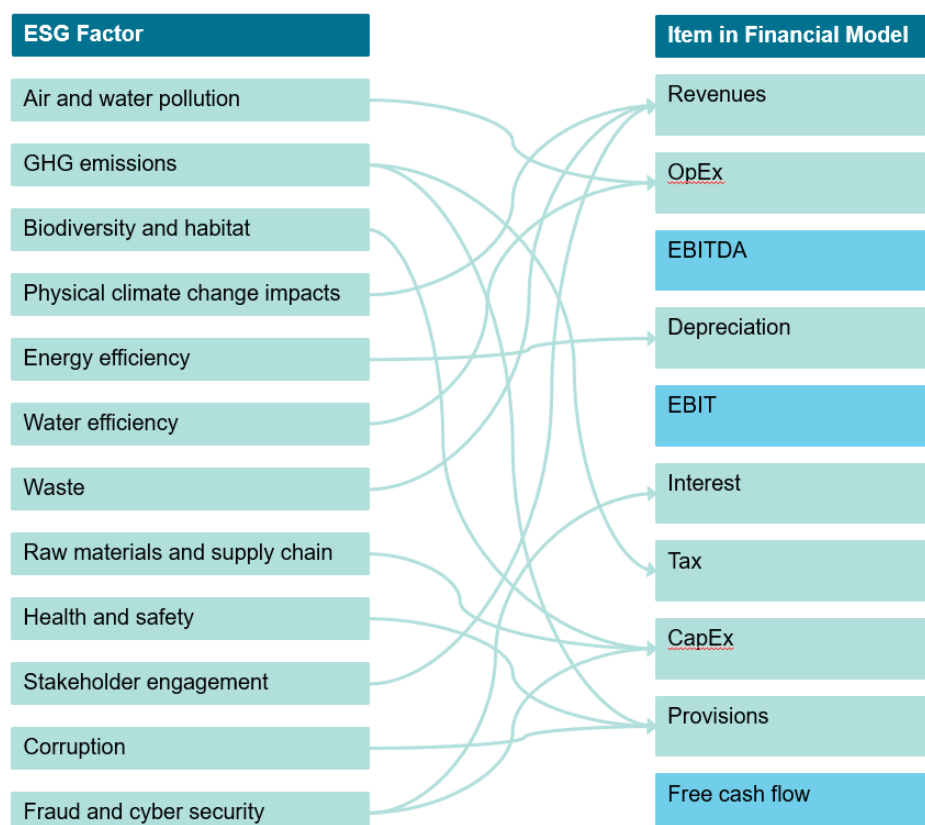 ESG Factor
Air and water pollution
GHG emissions
Biodiversity and habitat
Physical climate change impacts
Energy efficiency
Water efficiency
Waste
Raw materials and supply chain
Health and safety
Stakeholder engagement
Corruption
Fraud and cyber security
Item in Financial Model
Revenues
OpEx
EBITDA
Depreciation
EBIT
Interest
Tax
CapEx
Provisions
Free cash flow